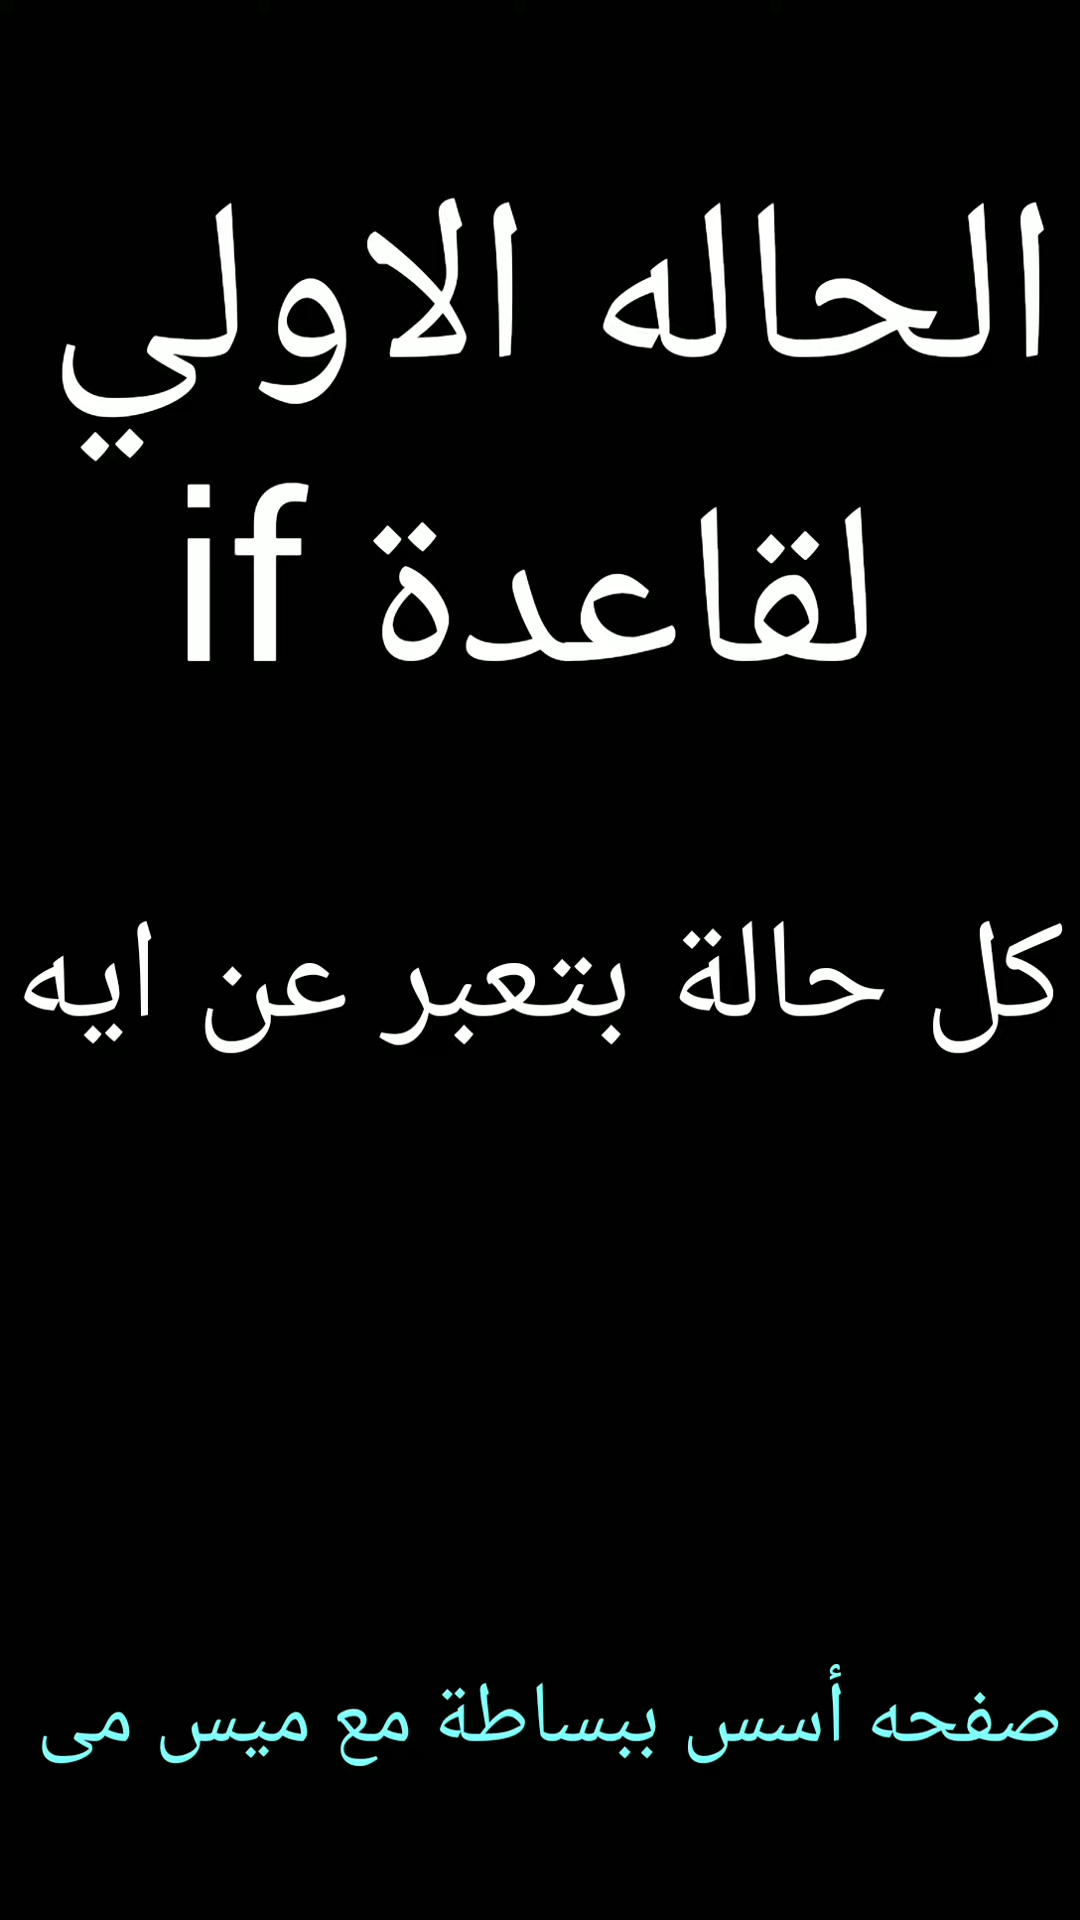 الحاله الاولي
لقاعدة if
كل حالة بتعبر عن ايه
صفحه أسس ببساطة مع ميس مى